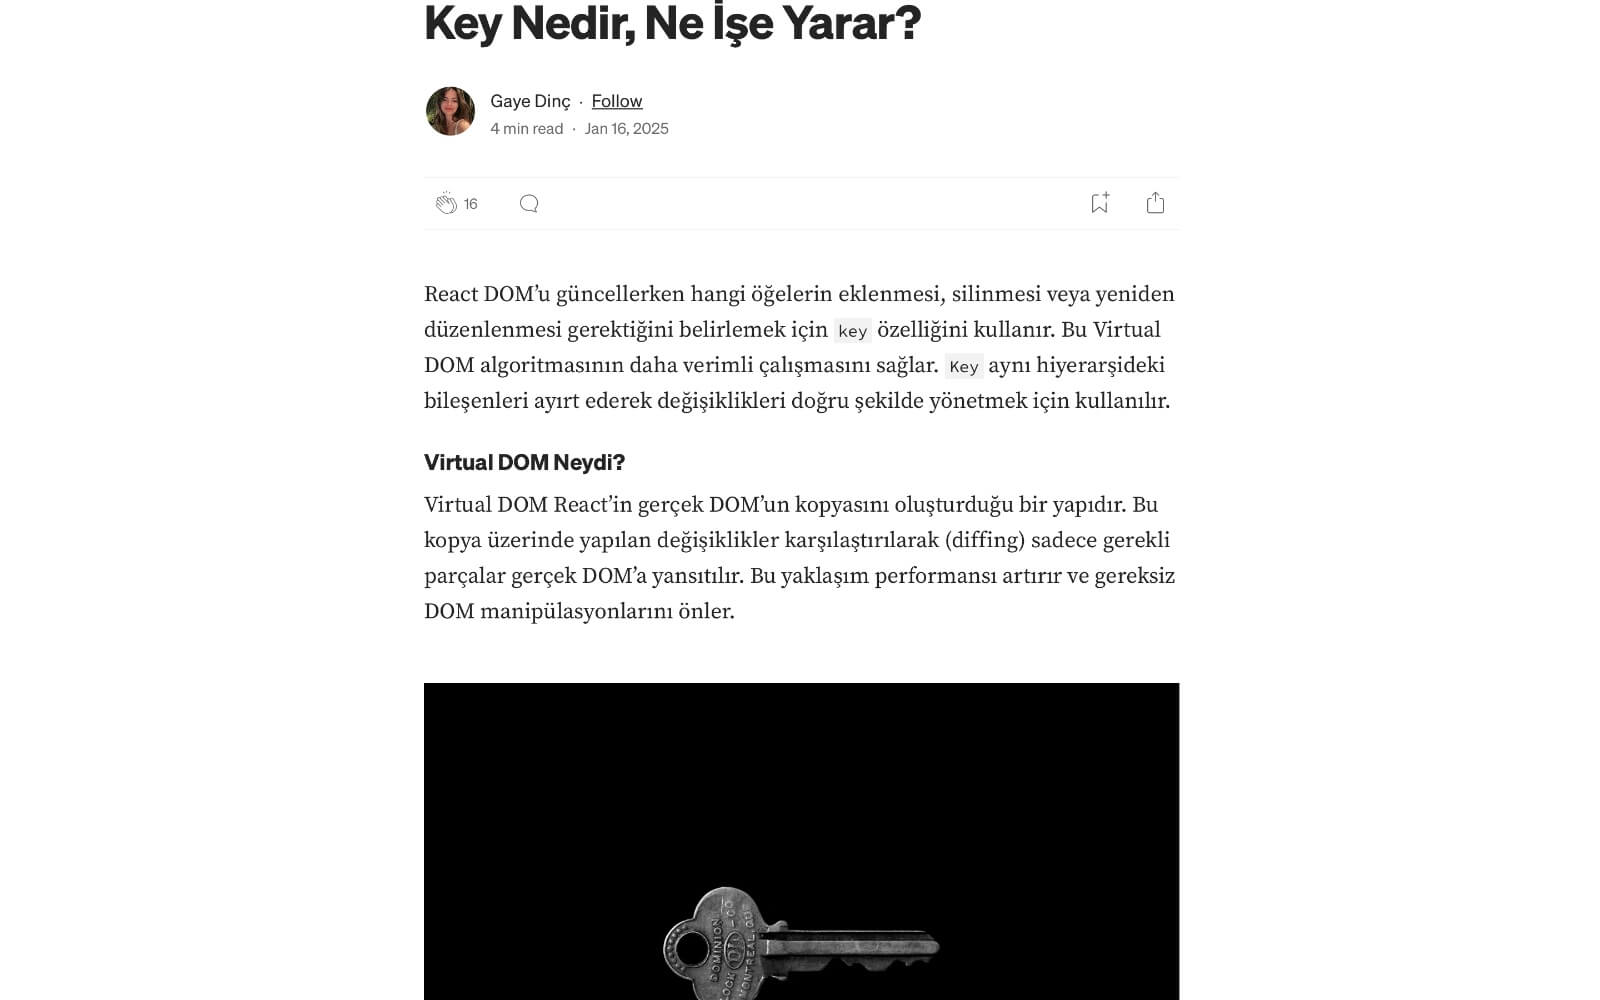 Key Nedir, Ne İşe Yarar?
Gaye Dinç · Follow
4 min read · Jan 16, 2025
16
React DOM’u güncellerken hangi öğelerin eklenmesi, silinmesi veya yeniden
düzenlenmesi gerektiğini belirlemek için key özelliğini kullanır. Bu Virtual
DOM algoritmasının daha verimli çalışmasını sağlar. Key aynı hiyerarşideki
bileşenleri ayırt ederek değişiklikleri doğru şekilde yönetmek için kullanılır.
Virtual DOM Neydi?
Virtual DOM React’in gerçek DOM’un kopyasını oluşturduğu bir yapıdır. Bu
kopya üzerinde yapılan değişiklikler karşılaştırılarak (diffing) sadece gerekli
parçalar gerçek DOM’a yansıtılır. Bu yaklaşım performansı artırır ve gereksiz
DOM manipülasyonlarını önler.
DOMINION
LOCK DL - CO
MONTREAL.QUE